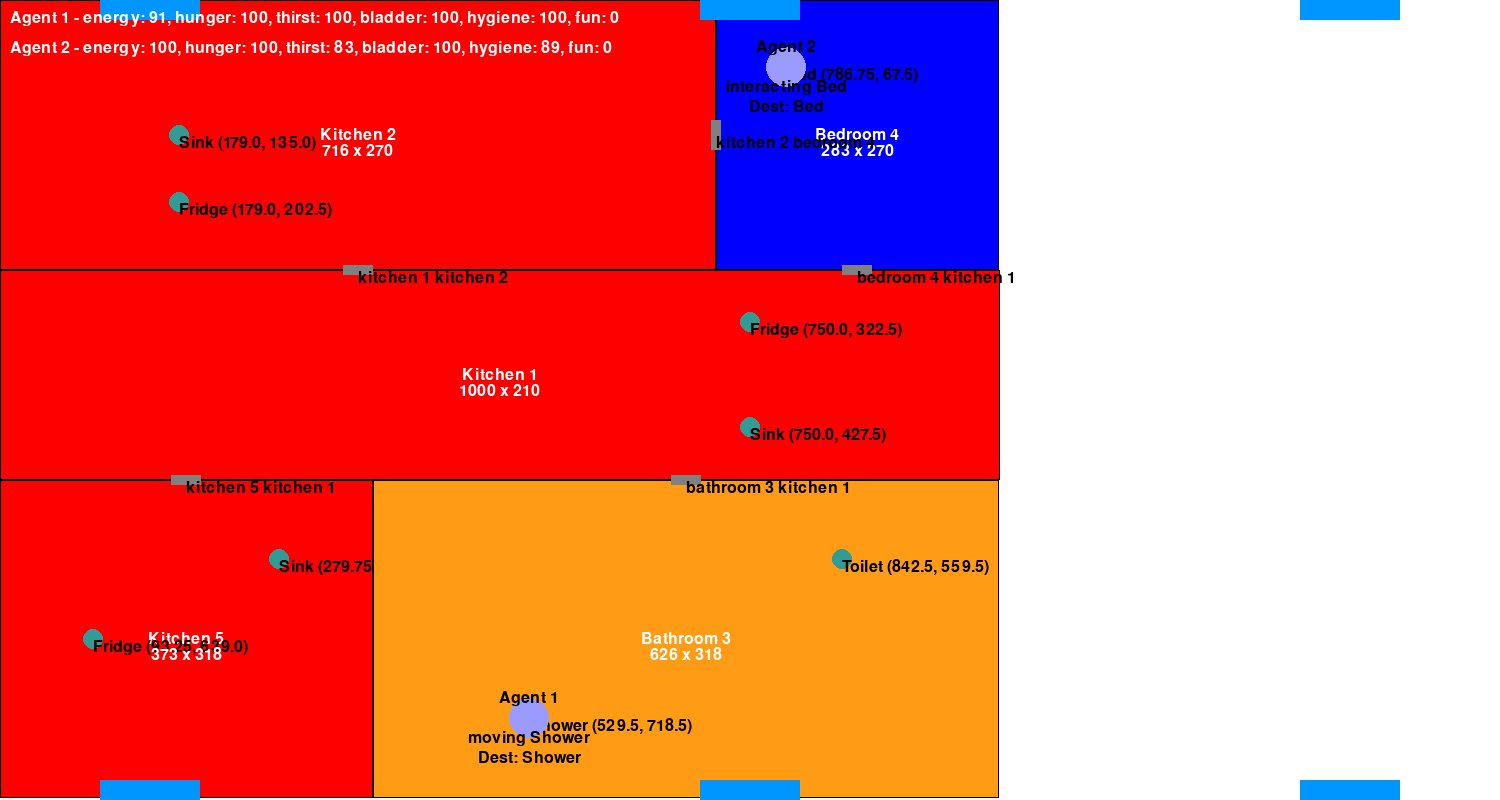 Agent 1 - energy: 91, hunger: 100, thirst: 100, bladder: 100, hygiene: 100, fun: 0
Agent 2 - energy: 100, hunger: 100, thirst: 83, bladder: 100, hygiene: 89, fun: 0
Agent 2
(786.75, 67.5)
interacting Bed
Dest: Bed
Sink (179.0, 135.0)
Kitchen 2
716 x 270
kitchen 2 bedroom 4
Bedroom 4
283 x 270
Fridge (179.0, 202.5)
kitchen 1 kitchen 2
bedroom 4 kitchen 1
Fridge (750.0, 322.5)
Kitchen 1
1000 x 210
Sink (750.0, 427.5)
kitchen 5 kitchen 1
bathroom 3 kitchen 1
Sink (279.75
Toilet (842.5, 559.5)
Kitchen 5
373 x 318
Fridge
Bathroom 3
626 x 318
Agent 1
Shower (529.5, 718.5)
moving Shower
Dest: Shower